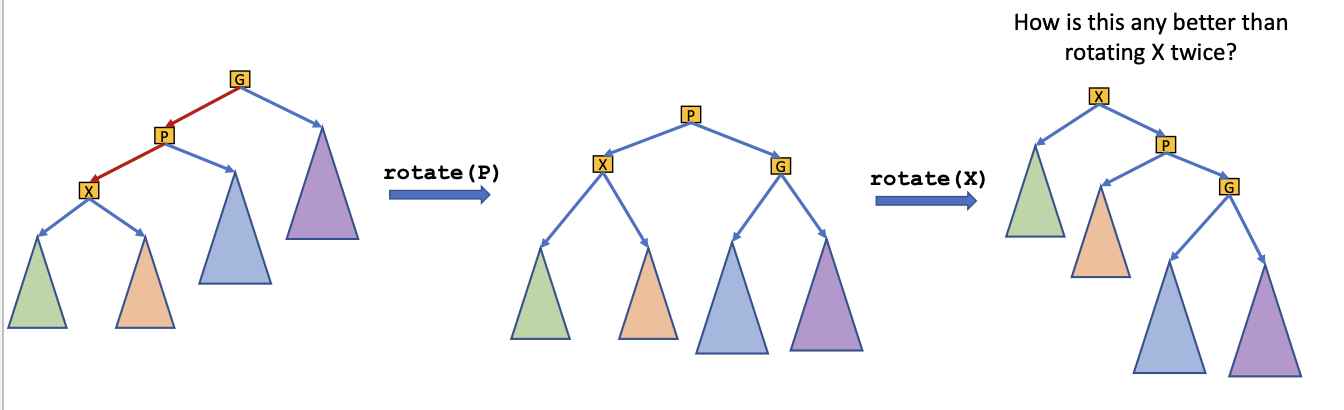 How is this any better than
rotating X twice?
G
P
X
rotate(P)
P
X
G
rotate(X)
X
P
G